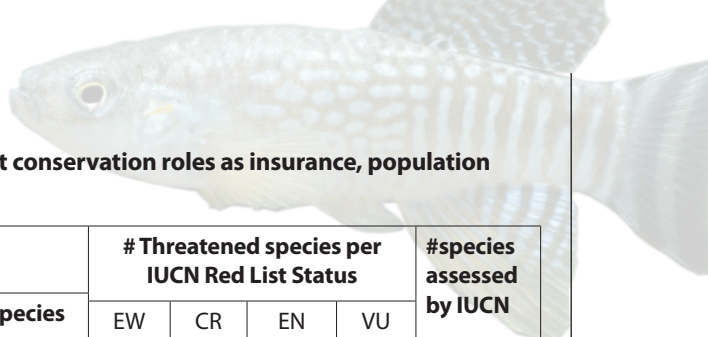 t conservation roles as insurance, population
# Threatened species per
IUCN Red List Status
#species
assessed
by IUCN
pecies
EW CR EN VU